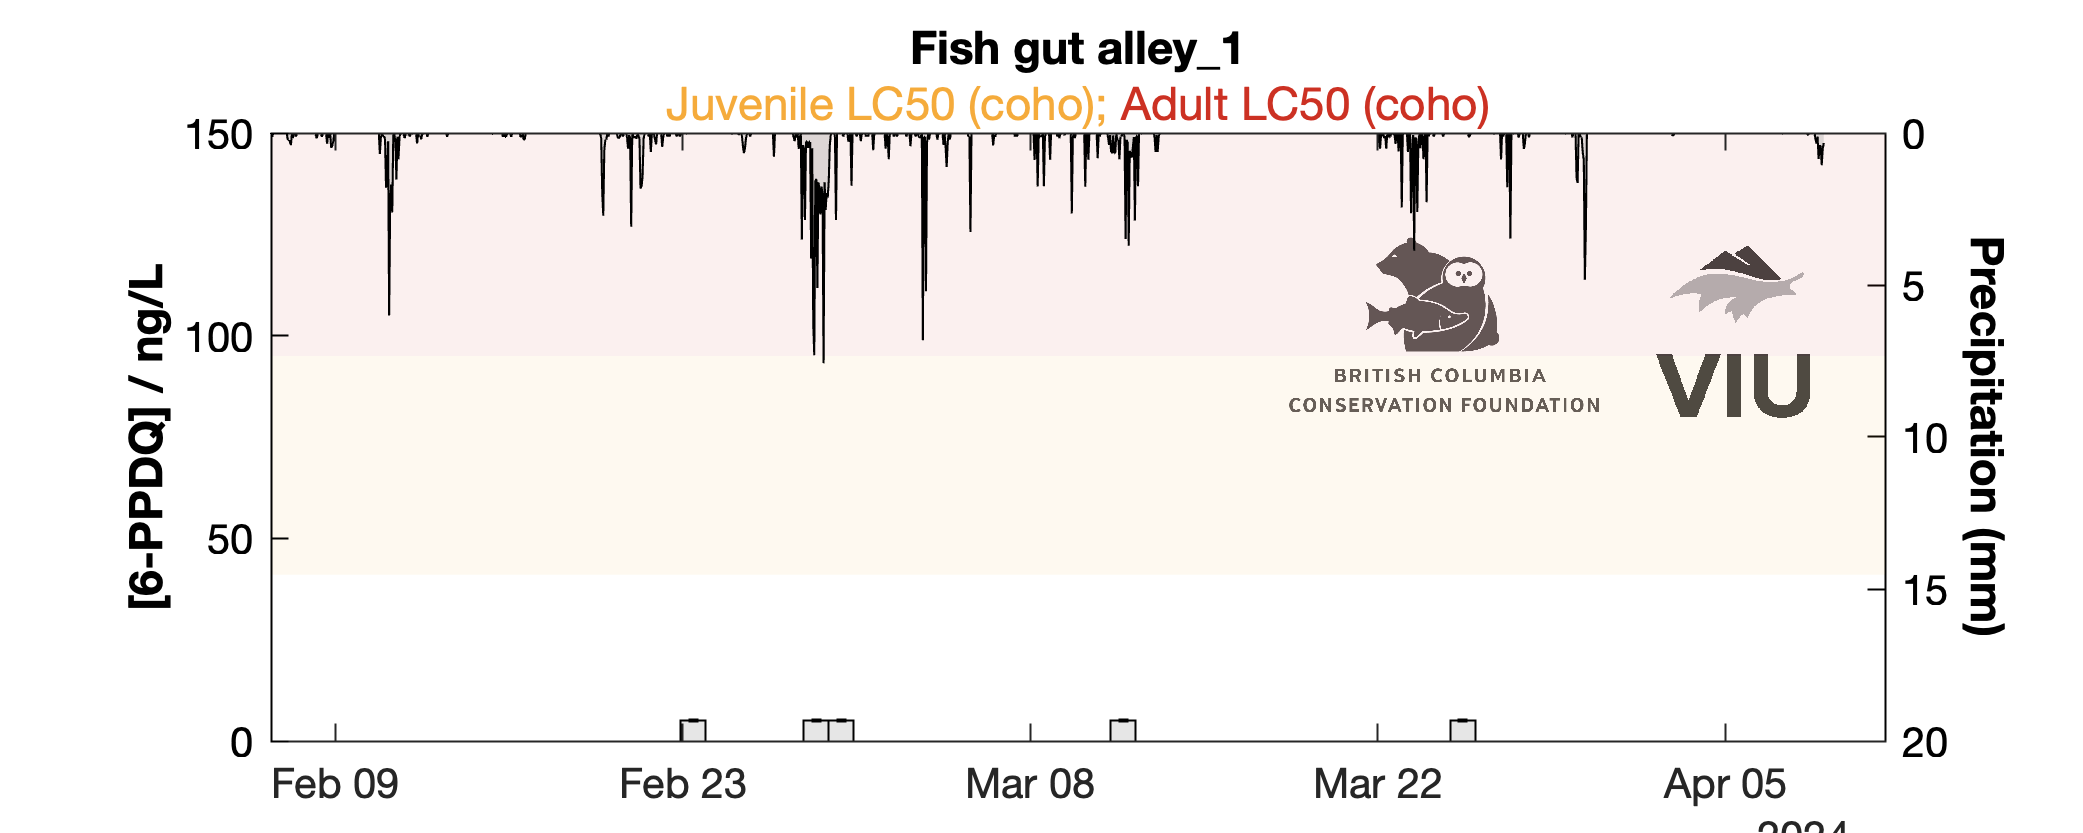 Fish gut alley_1
Juvenile LC50 (coho); Adult LC50 (coho)
150
100
50
0
[6-PPDQ] / ng/L
0
5
10
15
20
Precipitation (mm)
BRITISH COLUMBIA
CONSERVATION FOUNDATION
VIU
Feb 09
Feb 23
Mar 08
Mar 22
Apr 05
2024